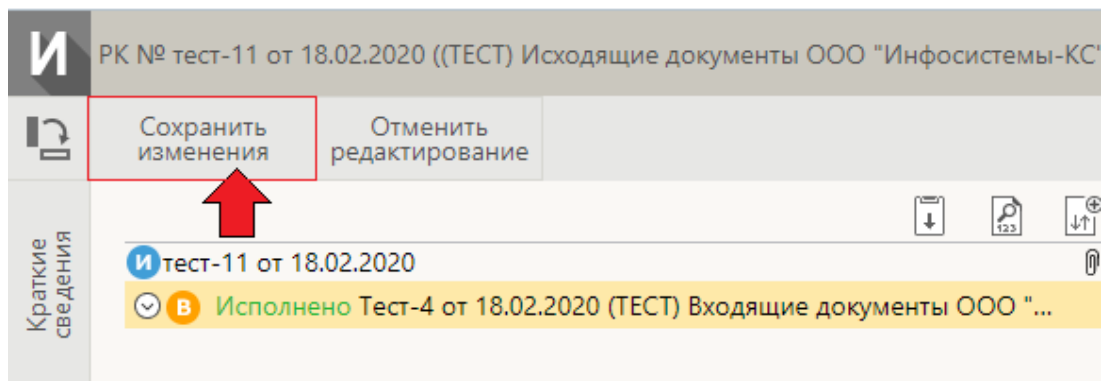 И
РК № тест-11 от 18.02.2020 ((ТЕСТ) Исходящие документы ООО "Инфосистемы-КС"
Сохранить
изменения
Отменить
редактирование
123
И тест-11 от 18.02.2020
В Исполнено Тест-4 от 18.02.2020 (ТЕСТ) Входящие документы ООО "...
Краткие
сведения